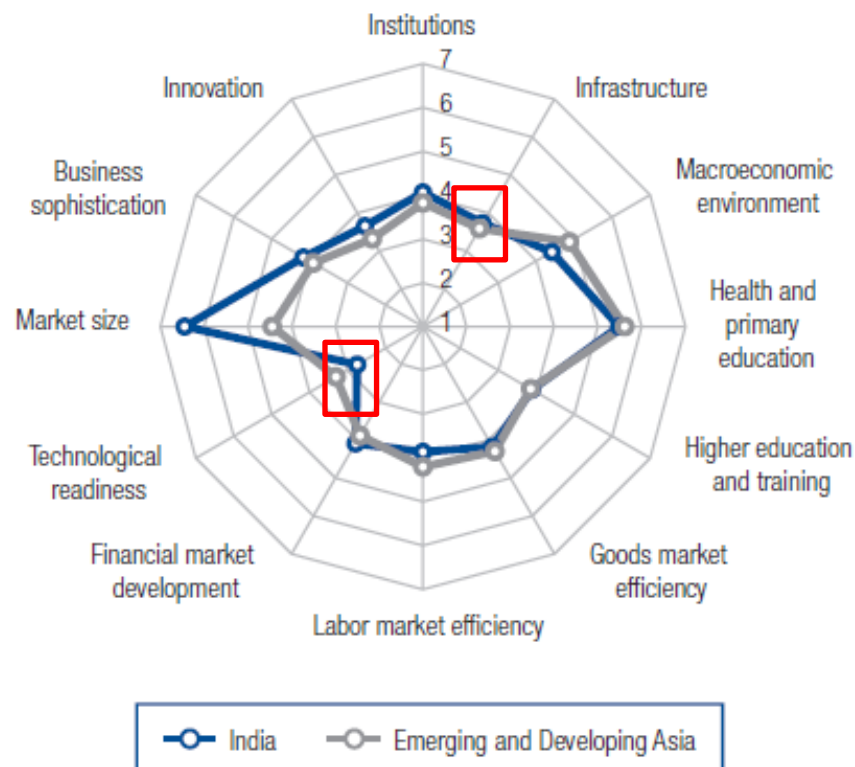 Institutions
Innovation
Infrastructure
Business
sophistication
Macroeconomic
environment
7
6
5
4
3
2
1
Market size
Health and
primary
education
Technological
readiness
Higher education
and training
Financial market
development
Goods market
efficiency
Labor market efficiency
India
Emerging and Developing Asia